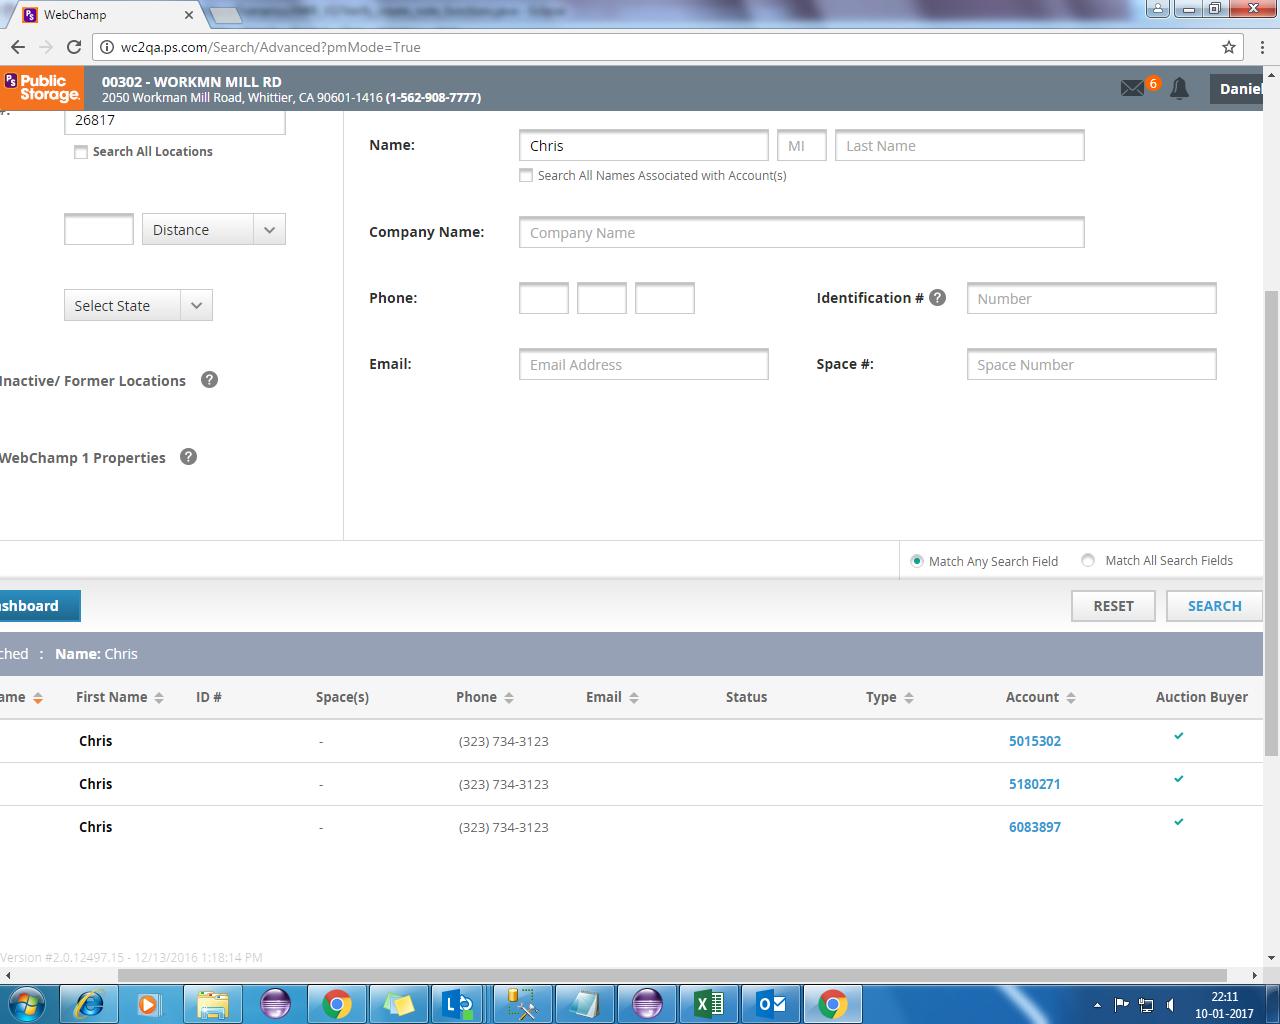 WebChamp
wc2qa.ps.com/Search/Advanced?pmMode=True
PS Public Storage.
00302 - WORKMN MILL RD
2050 Workman Mill Road, Whittier, CA 90601-1416 (1-562-908-7777)
6
Daniel
26817
Search All Locations
Name:
Chris
MI
Last Name
Search All Names Associated with Account(s)
Distance
Company Name:
Company Name
Select State
Phone:
Identification # ?
Number
Email:
Email Address
Space #:
Space Number
Inactive/ Former Locations ?
WebChamp 1 Properties ?
Match Any Search Field
Match All Search Fields
shboard
RESET
SEARCH
ched : Name: Chris
ame First Name ID # Space(s) Phone Email Status Type Account Auction Buyer
Chris - (323) 734-3123 5015302
Chris - (323) 734-3123 5180271
Chris - (323) 734-3123 6083897
Version #2.0.12497.15 - 12/13/2016 1:18:14 PM
22:11
10-01-2017